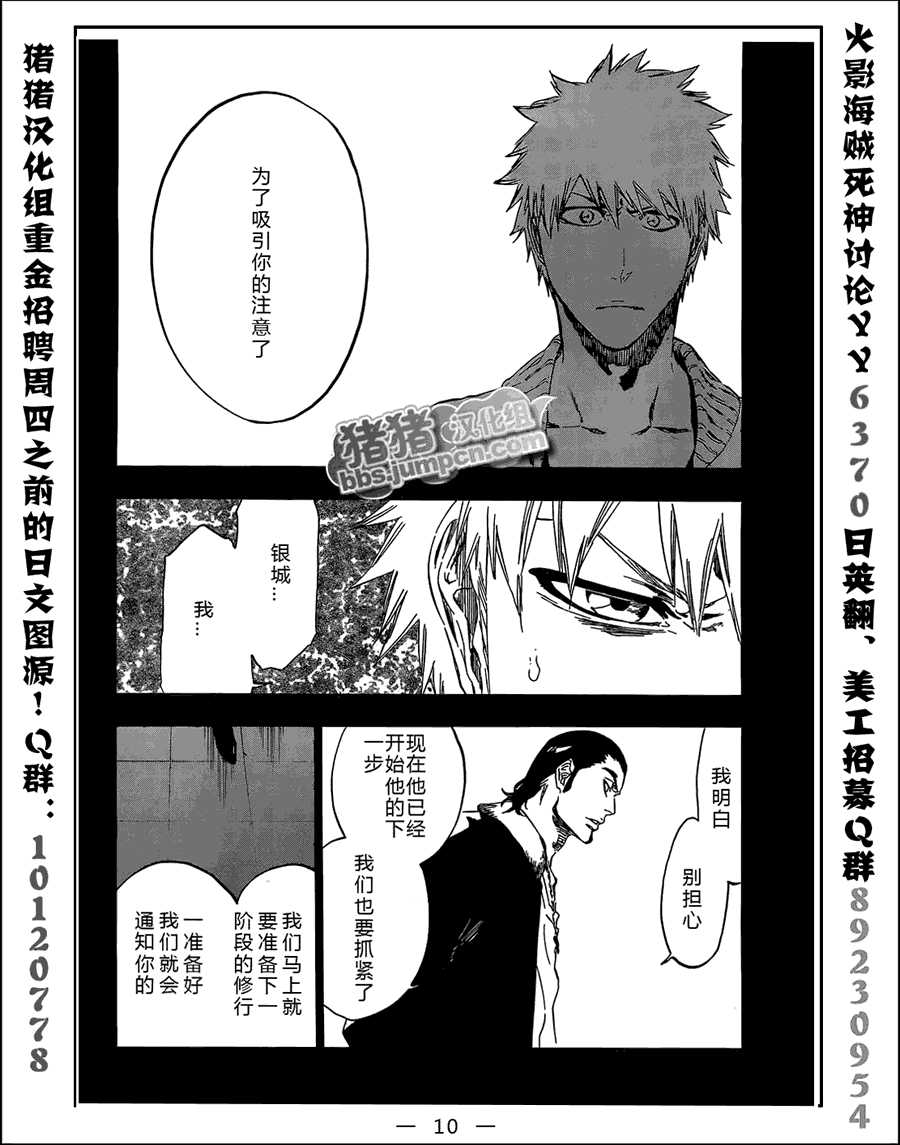 火影海贼死神讨论YY6370日英翻、美工招募Q群89230954
为了吸引你的注意了
猪猪汉化组
bbs.jumpcn.com
银城…
我…
我明白
别担心
现在他已经
开始他的下
一步
我们也要抓紧了
我们马上就
要准备下一
阶段的修行
一准备好
我们就会
通知你的
猪猪汉化组重金招聘周四之前的日文图源！Q群：10120778
— 10 —